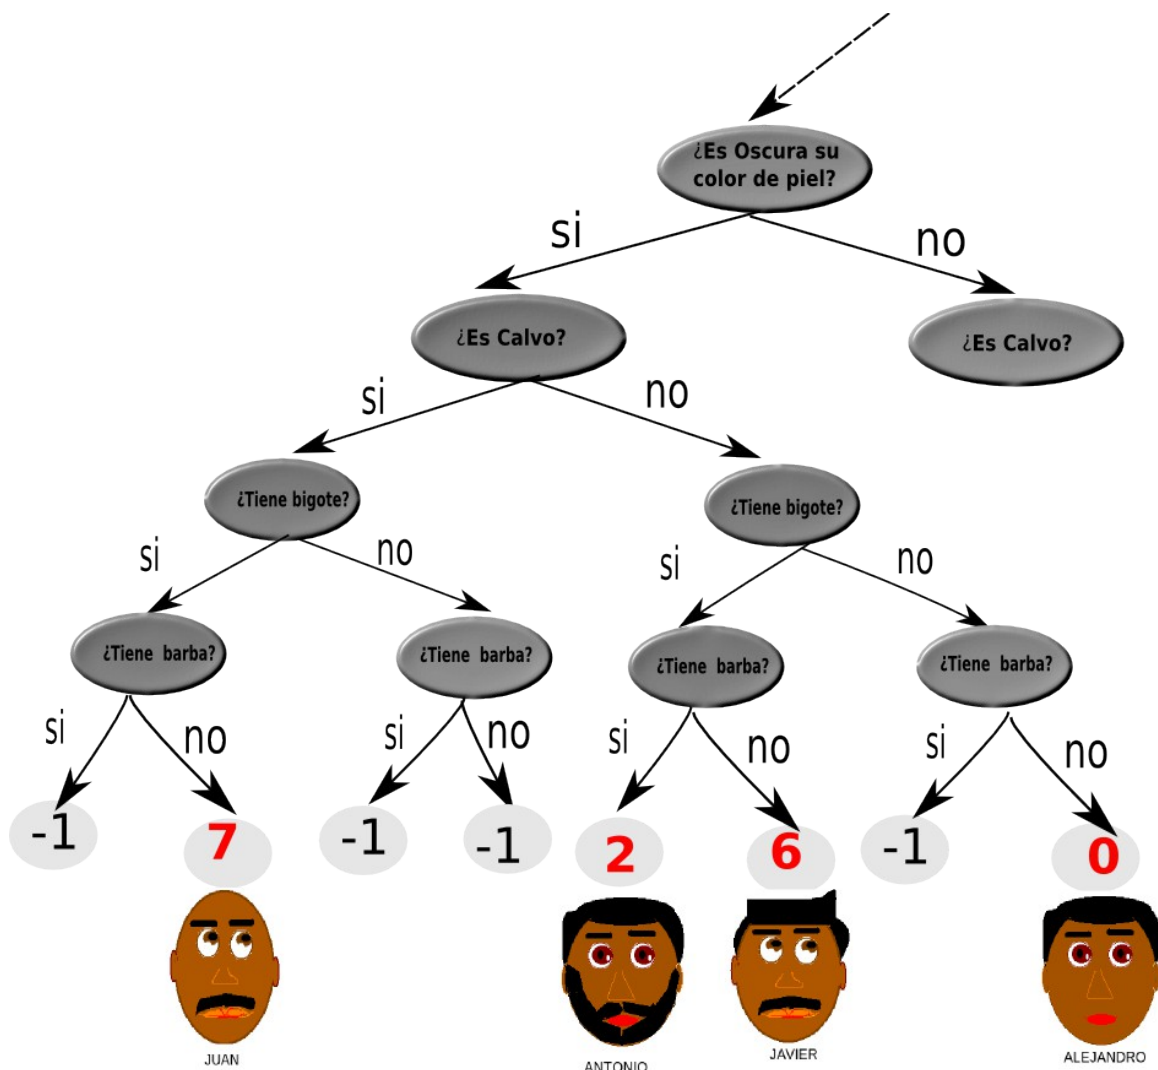 ¿Es Oscura su
color de piel?
si
no
¿Es Calvo?
¿Es Calvo?
si
no
¿Tiene bigote?
¿Tiene bigote?
si
no
si
no
¿Tiene barba?
¿Tiene barba?
¿Tiene barba?
¿Tiene barba?
si
no
si
no
si
no
si
no
-1
7
-1
-1
2
6
-1
0
JUAN
ANTONIO
JAVIER
ALEJANDRO